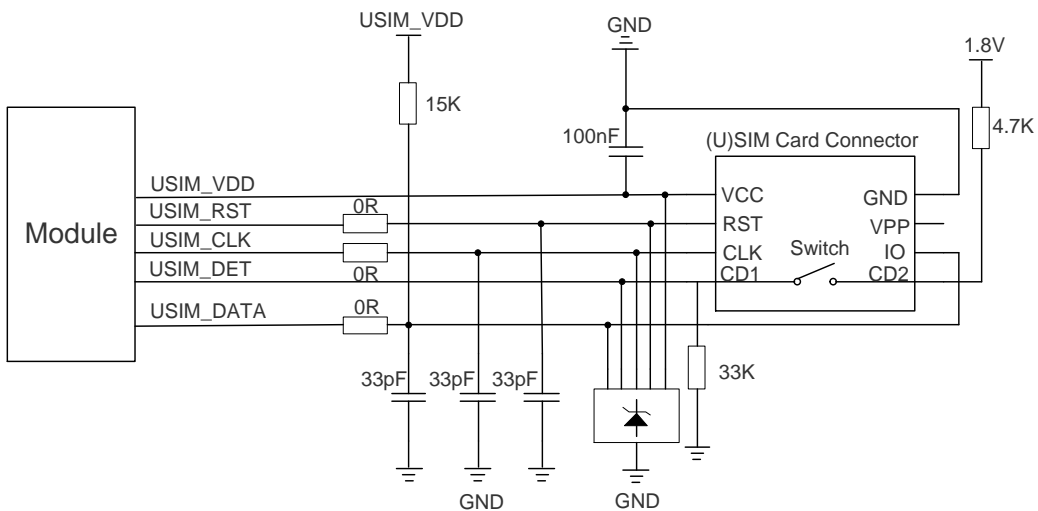 USIM_VDD
GND
1.8V
15K
4.7K
100nF
(U)SIM Card Connector
Module
USIM_VDD
USIM_RST
0R
USIM_CLK
USIM_DET
0R
USIM_DATA
0R
VCC
GND
RST
VPP
CLK
Switch
IO
CD1
CD2
33pF
33pF
33pF
33K
GND
GND